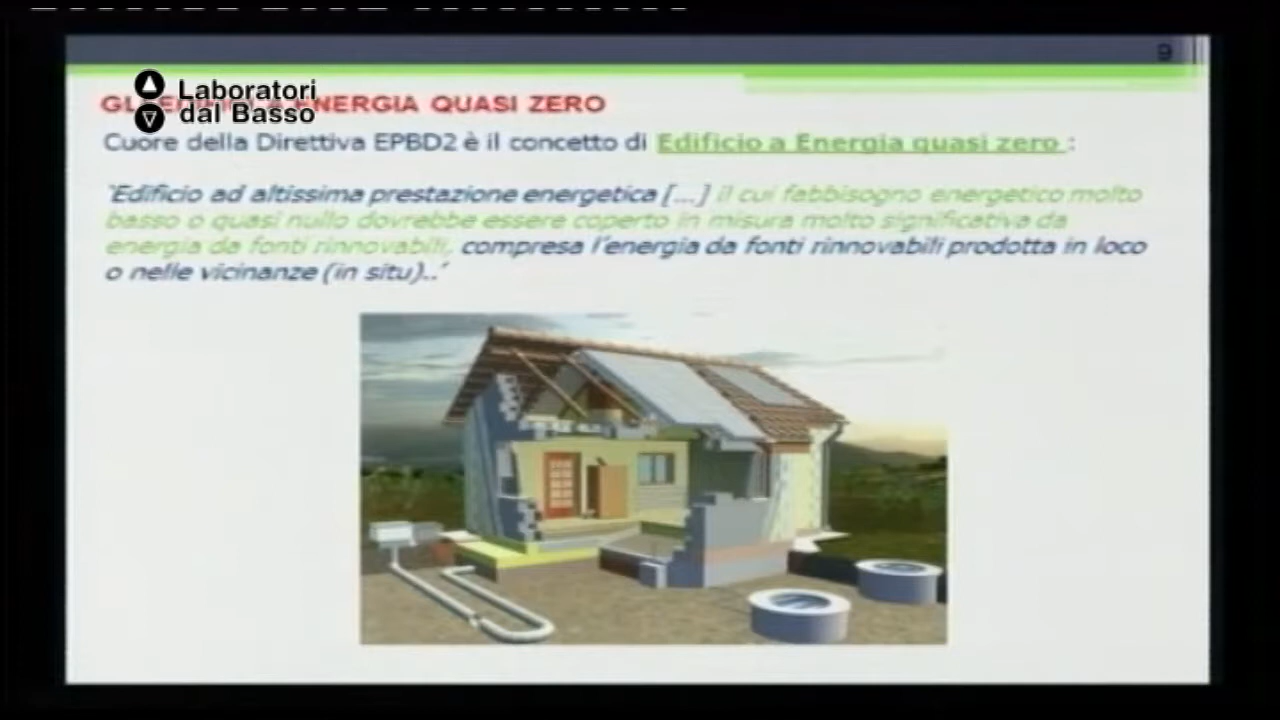 9
Laboratori
dal Basso
ENERGIA QUASI ZERO
Cuore della Direttiva EPBD2 è il concetto di Edificio a Energia quasi zero :
'Edificio ad altissima prestazione energetica [...] il cui fabbisogno energetico molto
basso o quasi nullo dovrebbe essere coperto in misura molto significativa da
energia da fonti rinnovabili, compresa l'energia da fonti rinnovabili prodotta in loco
o nelle vicinanze (in situ)..'